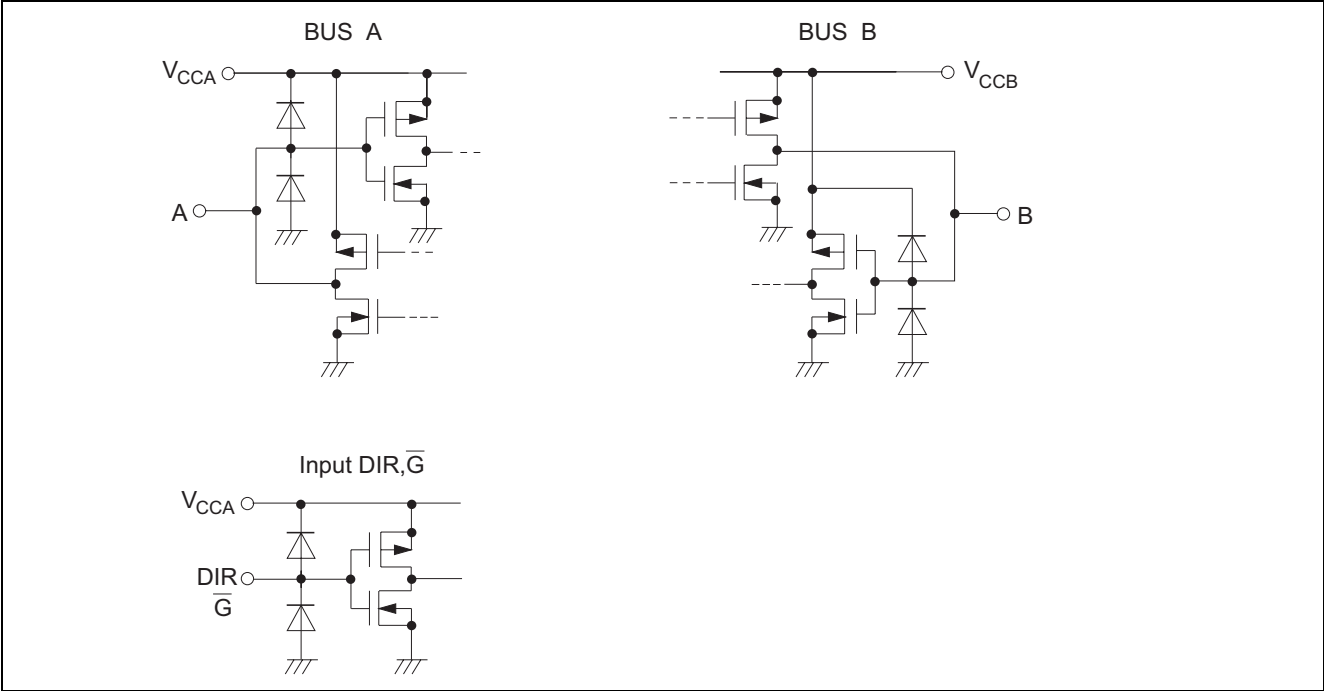 BUS A
VCCA
A
BUS B
VCCB
B
Input DIR,G̅
VCCA
DIR
G̅